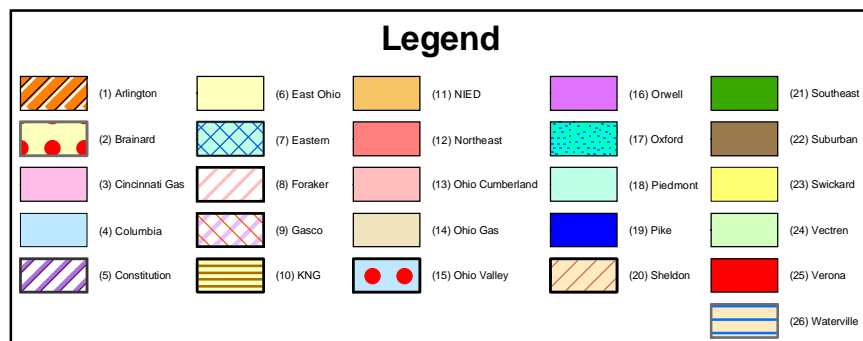 Legend
(1) Arlington
(2) Brainard
(3) Cincinnati Gas
(4) Columbia
(5) Constitution
(6) East Ohio
(7) Eastern
(8) Foraker
(9) Gasco
(10) KNG
(11) NIED
(12) Northeast
(13) Ohio Cumberland
(14) Ohio Gas
(15) Ohio Valley
(16) Orwell
(17) Oxford
(18) Piedmont
(19) Pike
(20) Sheldon
(21) Southeast
(22) Suburban
(23) Swickard
(24) Vectren
(25) Verona
(26) Waterville